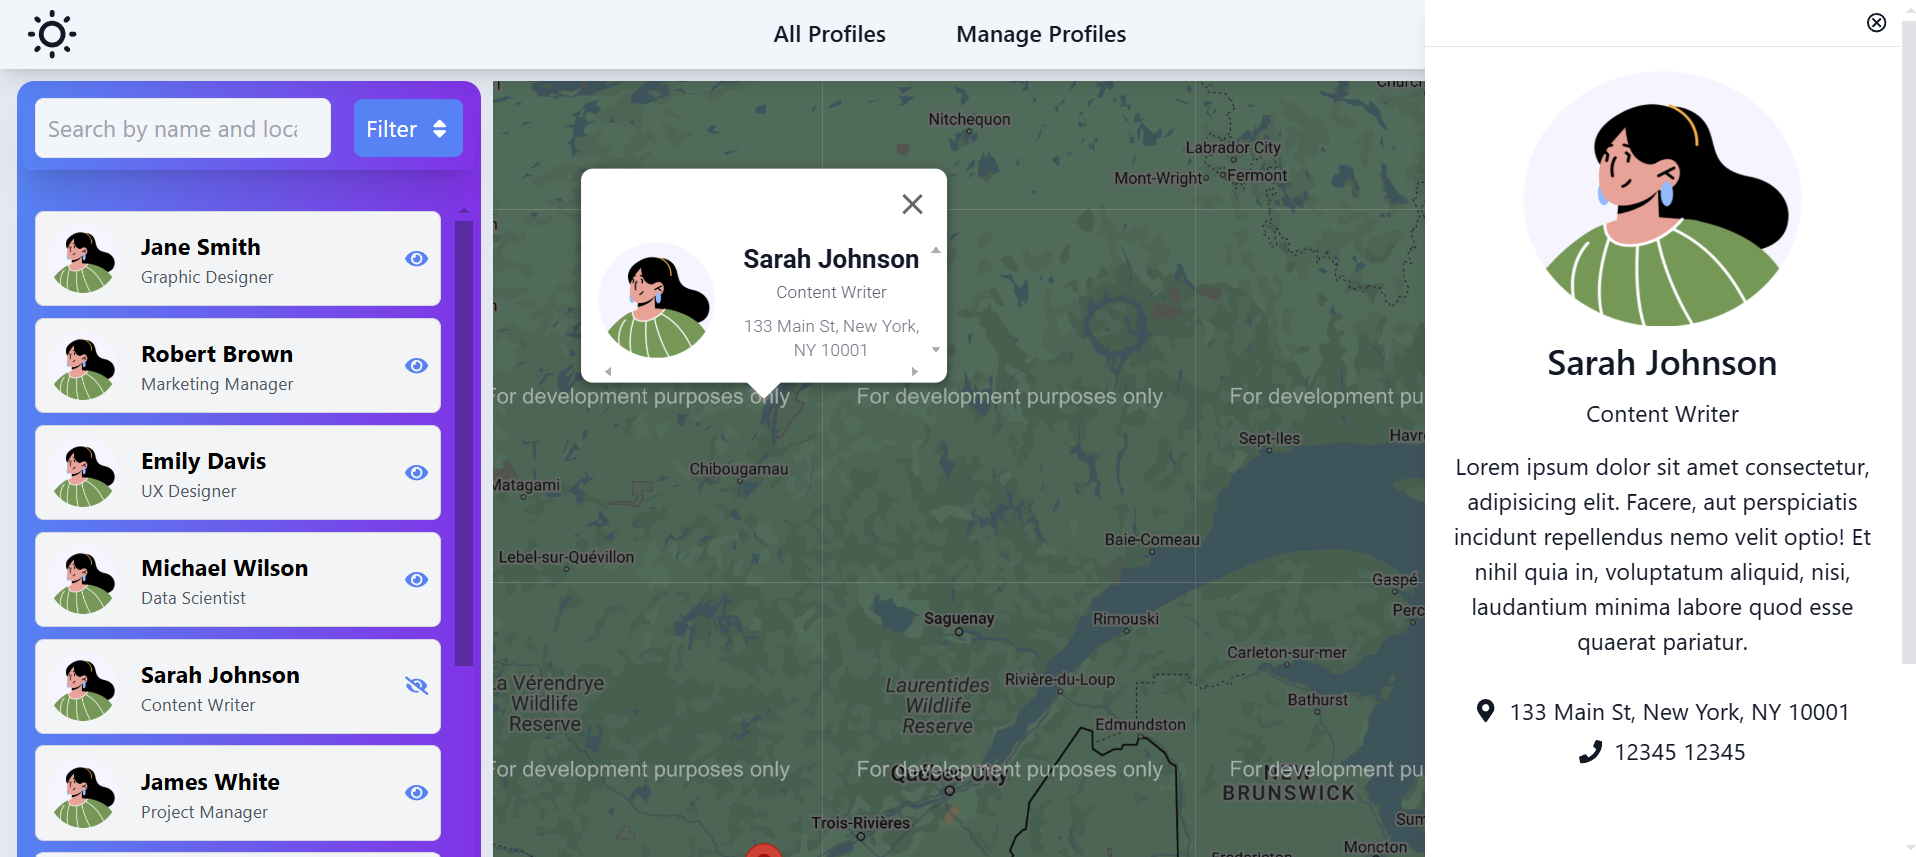 All Profiles
Manage Profiles
Search by name and loca
Filter
Jane Smith
Graphic Designer
Robert Brown
Marketing Manager
Emily Davis
UX Designer
Michael Wilson
Data Scientist
Sarah Johnson
Content Writer
James White
Project Manager
Sarah Johnson
Content Writer
133 Main St, New York,
NY 10001
Nitchequon
Labrador City
Mont-Wright
Fermont
For development purposes only
For development purposes only
For development pu
Sept-Iles
Chibougamau
Matagami
Baie-Comeau
Lebel-sur-Quévillon
Gaspé
Saguenay
Rimouski
Carleton-sur-mer
La Vérendrye
Wildlife
Reserve
Laurentides
Wildlife
Reserve
Rivière-du-Loup
Bathurst
Edmundston
For development purposes only
For development purposes only
For development pu
Québec City
NEW
BRUNSWICK
Trois-Rivières
Moncton
Sarah Johnson
Content Writer
Lorem ipsum dolor sit amet consectetur,
adipisicing elit. Facere, aut perspiciatis
incidunt repellendus nemo velit optio! Et
nihil quia in, voluptatum aliquid, nisi,
laudantium minima labore quod esse
quaerat pariatur.
133 Main St, New York, NY 10001
12345 12345